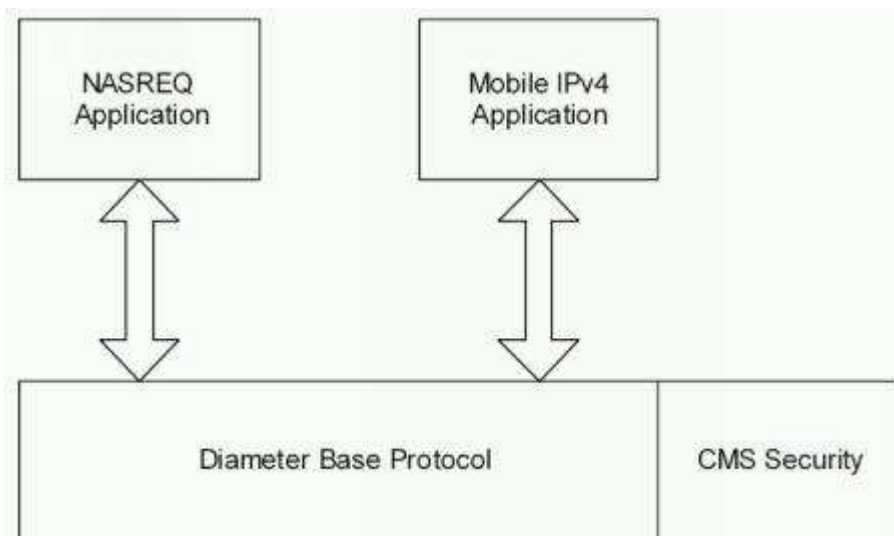 NASREQ
Application
Mobile IPv4
Application
Diameter Base Protocol
CMS Security